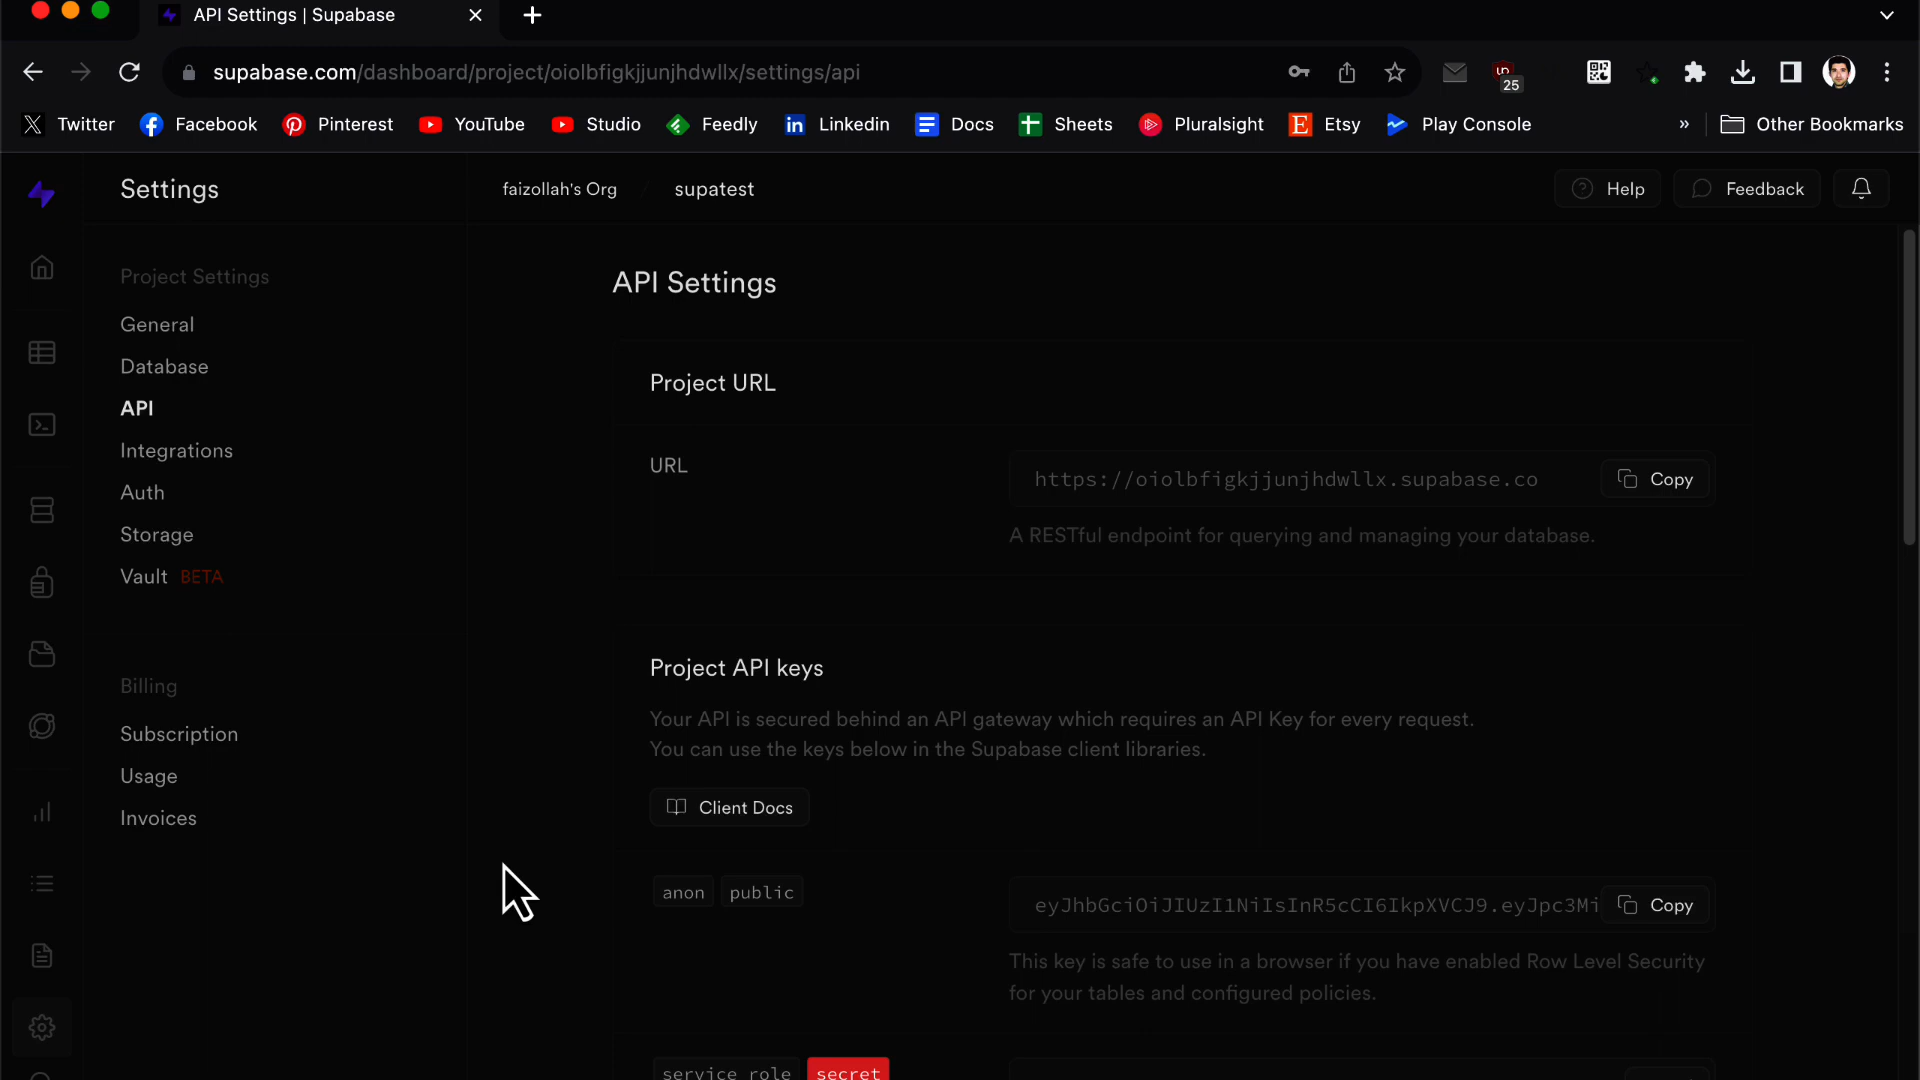 API Settings | Supabase
supabase.com/dashboard/project/oiolbfigkjjunjhdwllx/settings/api
25
Twitter
Facebook
Pinterest
YouTube
Studio
Feedly
Linkedin
Docs
Sheets
Pluralsight
Etsy
Play Console
»
Other Bookmarks
Settings
faizollah's Org
supatest
Help
Feedback
Project Settings
General
Database
API
Integrations
Auth
Storage
Vault BETA
Billing
Subscription
Usage
Invoices
API Settings
Project URL
URL
https://oiolbfigkjjunjhdwllx.supabase.co
Copy
A RESTful endpoint for querying and managing your database.
Project API keys
Your API is secured behind an API gateway which requires an API Key for every request.
You can use the keys below in the Supabase client libraries.
Client Docs
anon public
eyJhbGciOiJIUzI1NiIsInR5cCI6IkpXVCJ9.eyJpc3Mi
Copy
This key is safe to use in a browser if you have enabled Row Level Security
for your tables and configured policies.
service_role secret